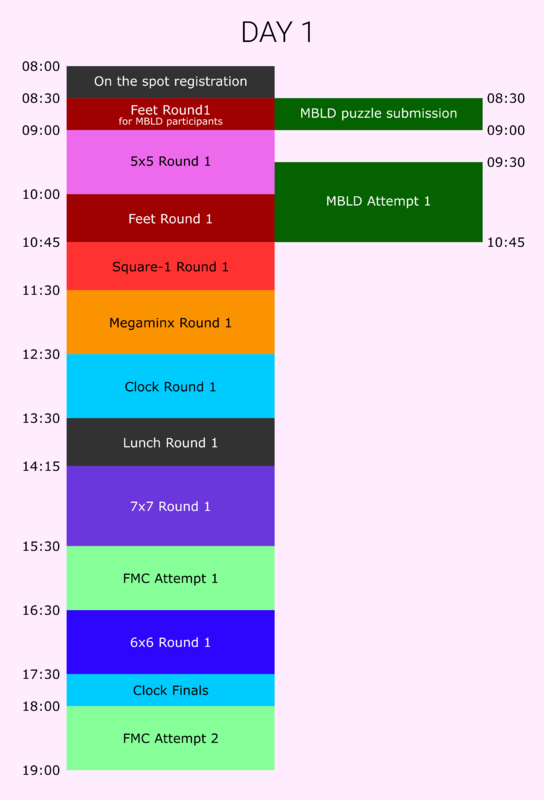 DAY 1
08:00
On the spot registration
08:30
08:30
Feet Round1
for MBLD participants
MBLD puzzle submission
09:00
09:00
5x5 Round 1
09:30
10:00
MBLD Attempt 1
Feet Round 1
10:45
10:45
Square-1 Round 1
11:30
Megaminx Round 1
12:30
Clock Round 1
13:30
Lunch Round 1
14:15
7x7 Round 1
15:30
FMC Attempt 1
16:30
6x6 Round 1
17:30
Clock Finals
18:00
FMC Attempt 2
19:00